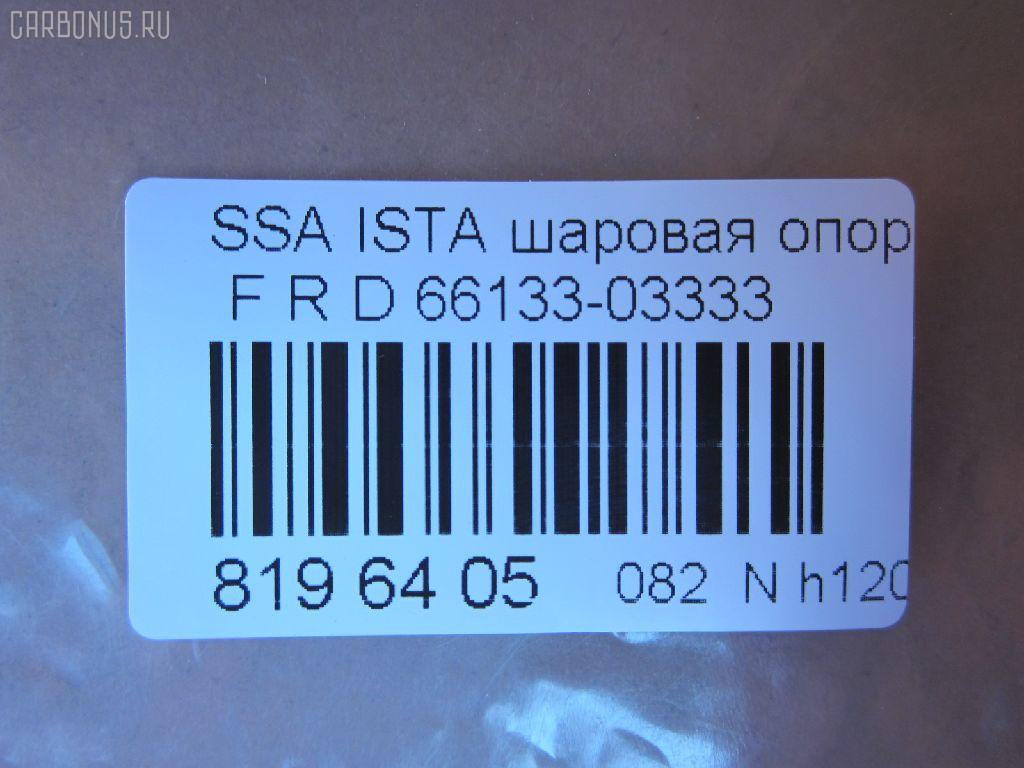 CARBONUS.RU
SSA ISTA шаровая опор
F R D 66133-03333
819 64 05 082 N h120